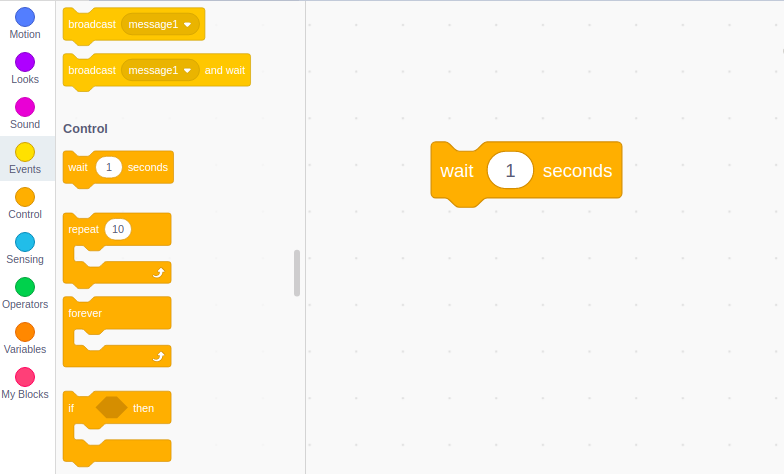 Motion
Looks
Sound
Events
Control
Sensing
Operators
Variables
My Blocks
broadcast message1
broadcast message1 and wait
Control
wait 1 seconds
repeat 10
forever
if then
wait 1 seconds